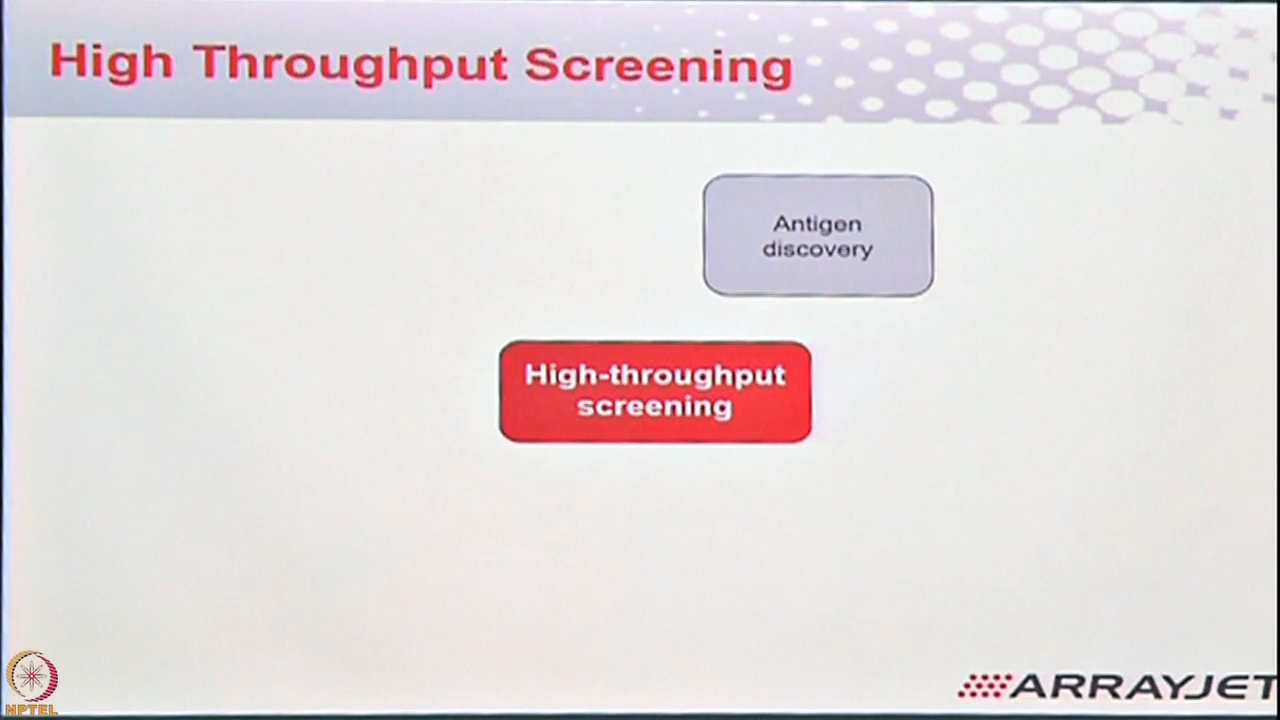 High Throughput Screening
Antigen
discovery
High-throughput
screening
ARRAYJET
NPTEL